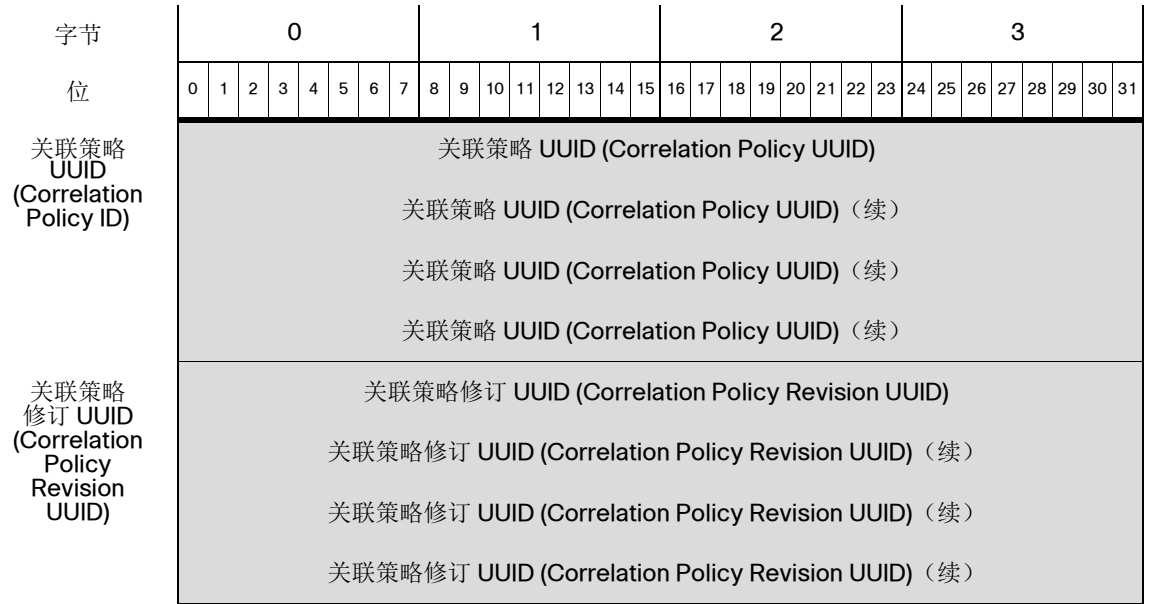 字节 0 1 2 3
位 0 1 2 3 4 5 6 7 8 9 10 11 12 13 14 15 16 17 18 19 20 21 22 23 24 25 26 27 28 29 30 31
关联策略
UUID
(Correlation
Policy ID)
关联策略 UUID (Correlation Policy UUID)
关联策略 UUID (Correlation Policy UUID)（续）
关联策略 UUID (Correlation Policy UUID)（续）
关联策略 UUID (Correlation Policy UUID)（续）
关联策略
修订 UUID
(Correlation
Policy
Revision
UUID)
关联策略修订 UUID (Correlation Policy Revision UUID)
关联策略修订 UUID (Correlation Policy Revision UUID)（续）
关联策略修订 UUID (Correlation Policy Revision UUID)（续）
关联策略修订 UUID (Correlation Policy Revision UUID)（续）